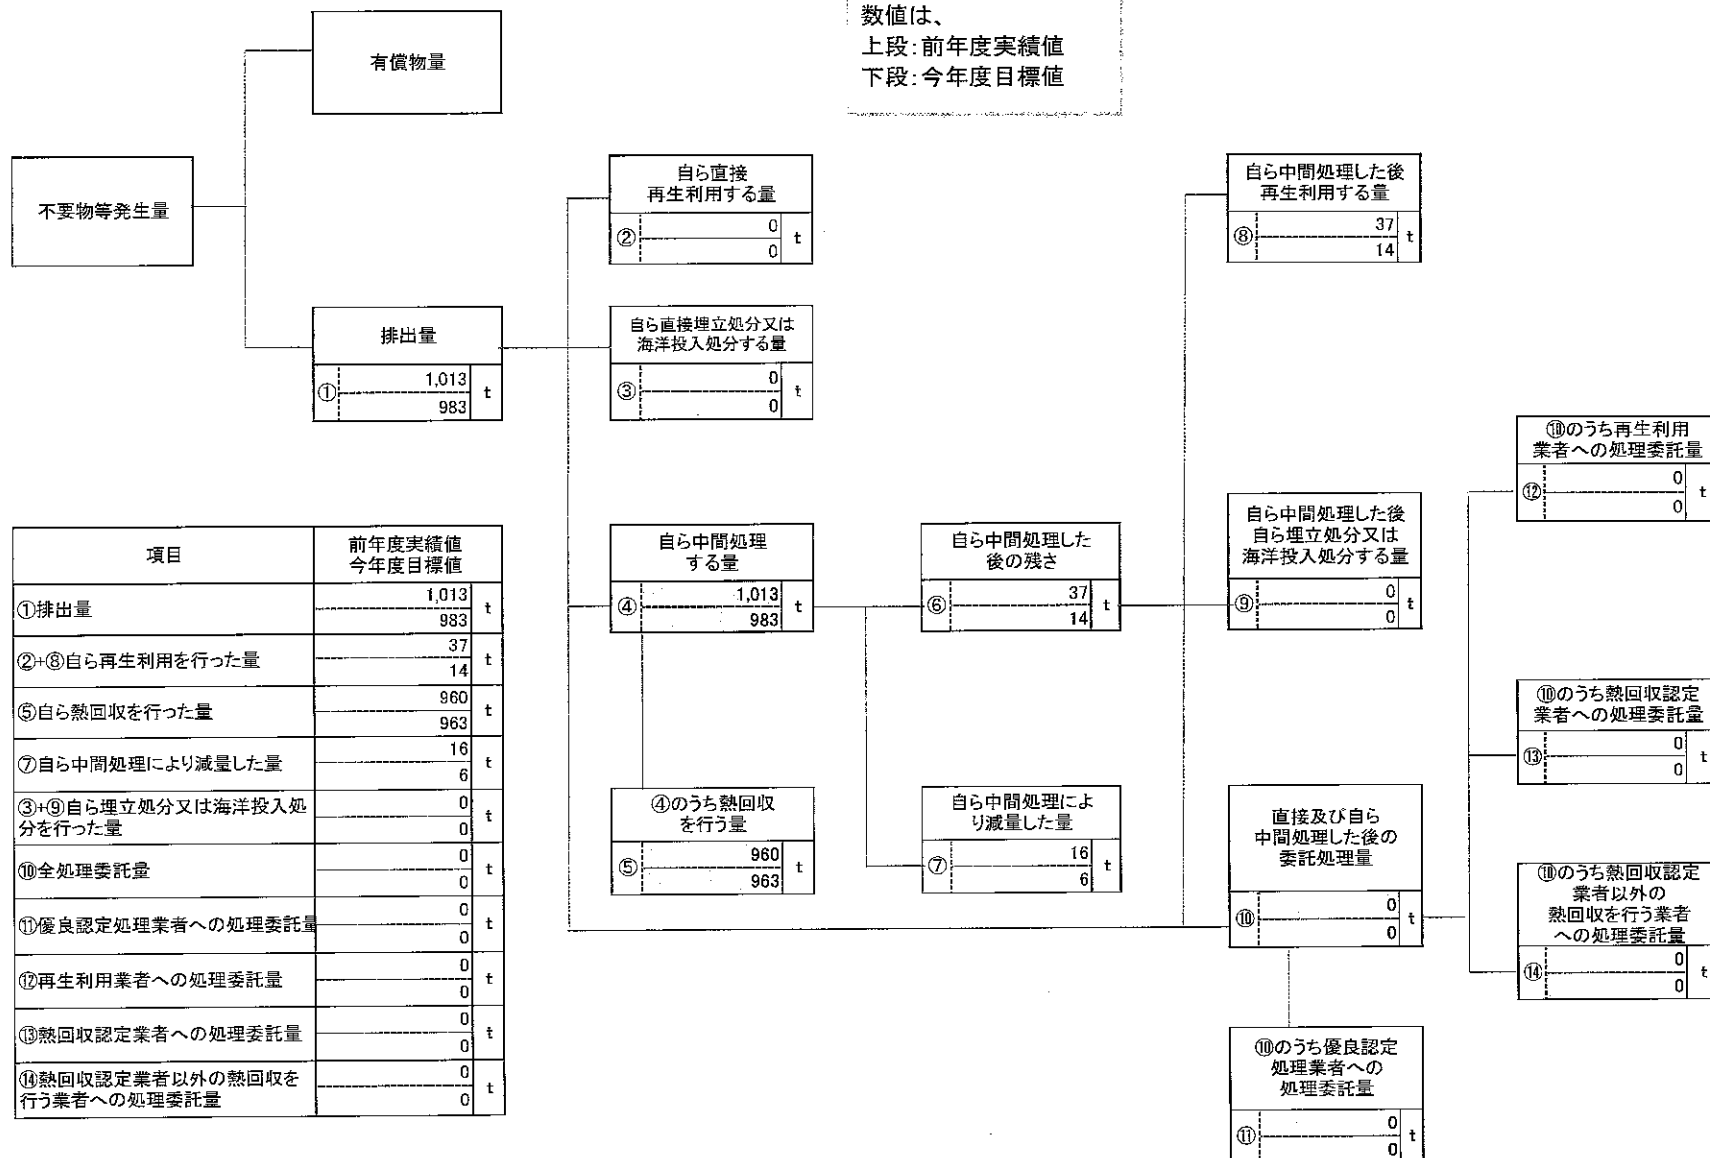 数値は、
上段:前年度実績値
下段:今年度目標値
有償物量
不要物等発生量
排出量
①
1,013
983
t
自ら直接
再生利用する量
②
0
0
t
自ら直接埋立処分又は
海洋投入処分する量
③
0
0
t
自ら中間処理
する量
④
1,013
983
t
④のうち熱回収
を行う量
⑤
960
963
t
自ら中間処理した
後の残さ
⑥
37
14
t
自ら中間処理によ
り減量した量
⑦
16
6
t
自ら中間処理した後
再生利用する量
⑧
37
14
t
自ら中間処理した後
自ら埋立処分又は
海洋投入処分する量
⑨
0
0
t
直接及び自ら
中間処理した後の
委託処理量
⑩
0
0
t
⑩のうち優良認定
処理業者への
処理委託量
⑪
0
0
t
⑩のうち再生利用
業者への処理委託量
⑫
0
0
t
⑩のうち熱回収認定
業者への処理委託量
⑬
0
0
t
⑩のうち熱回収認定
業者以外の
熱回収を行う業者
への処理委託量
⑭
0
0
t
項目
前年度実績値
今年度目標値
①排出量
1,013
983
t
②+⑧自ら再生利用を行った量
37
14
t
⑤自ら熱回収を行った量
960
963
t
⑦自ら中間処理により減量した量
16
6
t
③+⑨自ら埋立処分又は海洋投入処
分を行った量
0
0
t
⑩全処理委託量
0
0
t
⑪優良認定処理業者への処理委託量
0
0
t
⑫再生利用業者への処理委託量
0
0
t
⑬熱回収認定業者への処理委託量
0
0
t
⑭熱回収認定業者以外の熱回収を
行う業者への処理委託量
0
0
t